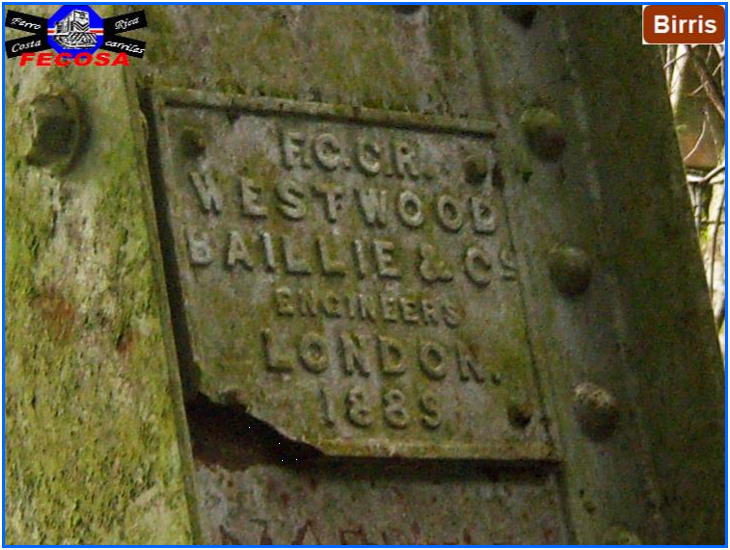 Ferro Rica
Costa carriles
FECOSA
Birris
F.C.C.R.
WESTWOOD
BAILLIE & Co
ENGINEERS
LONDON.
1889